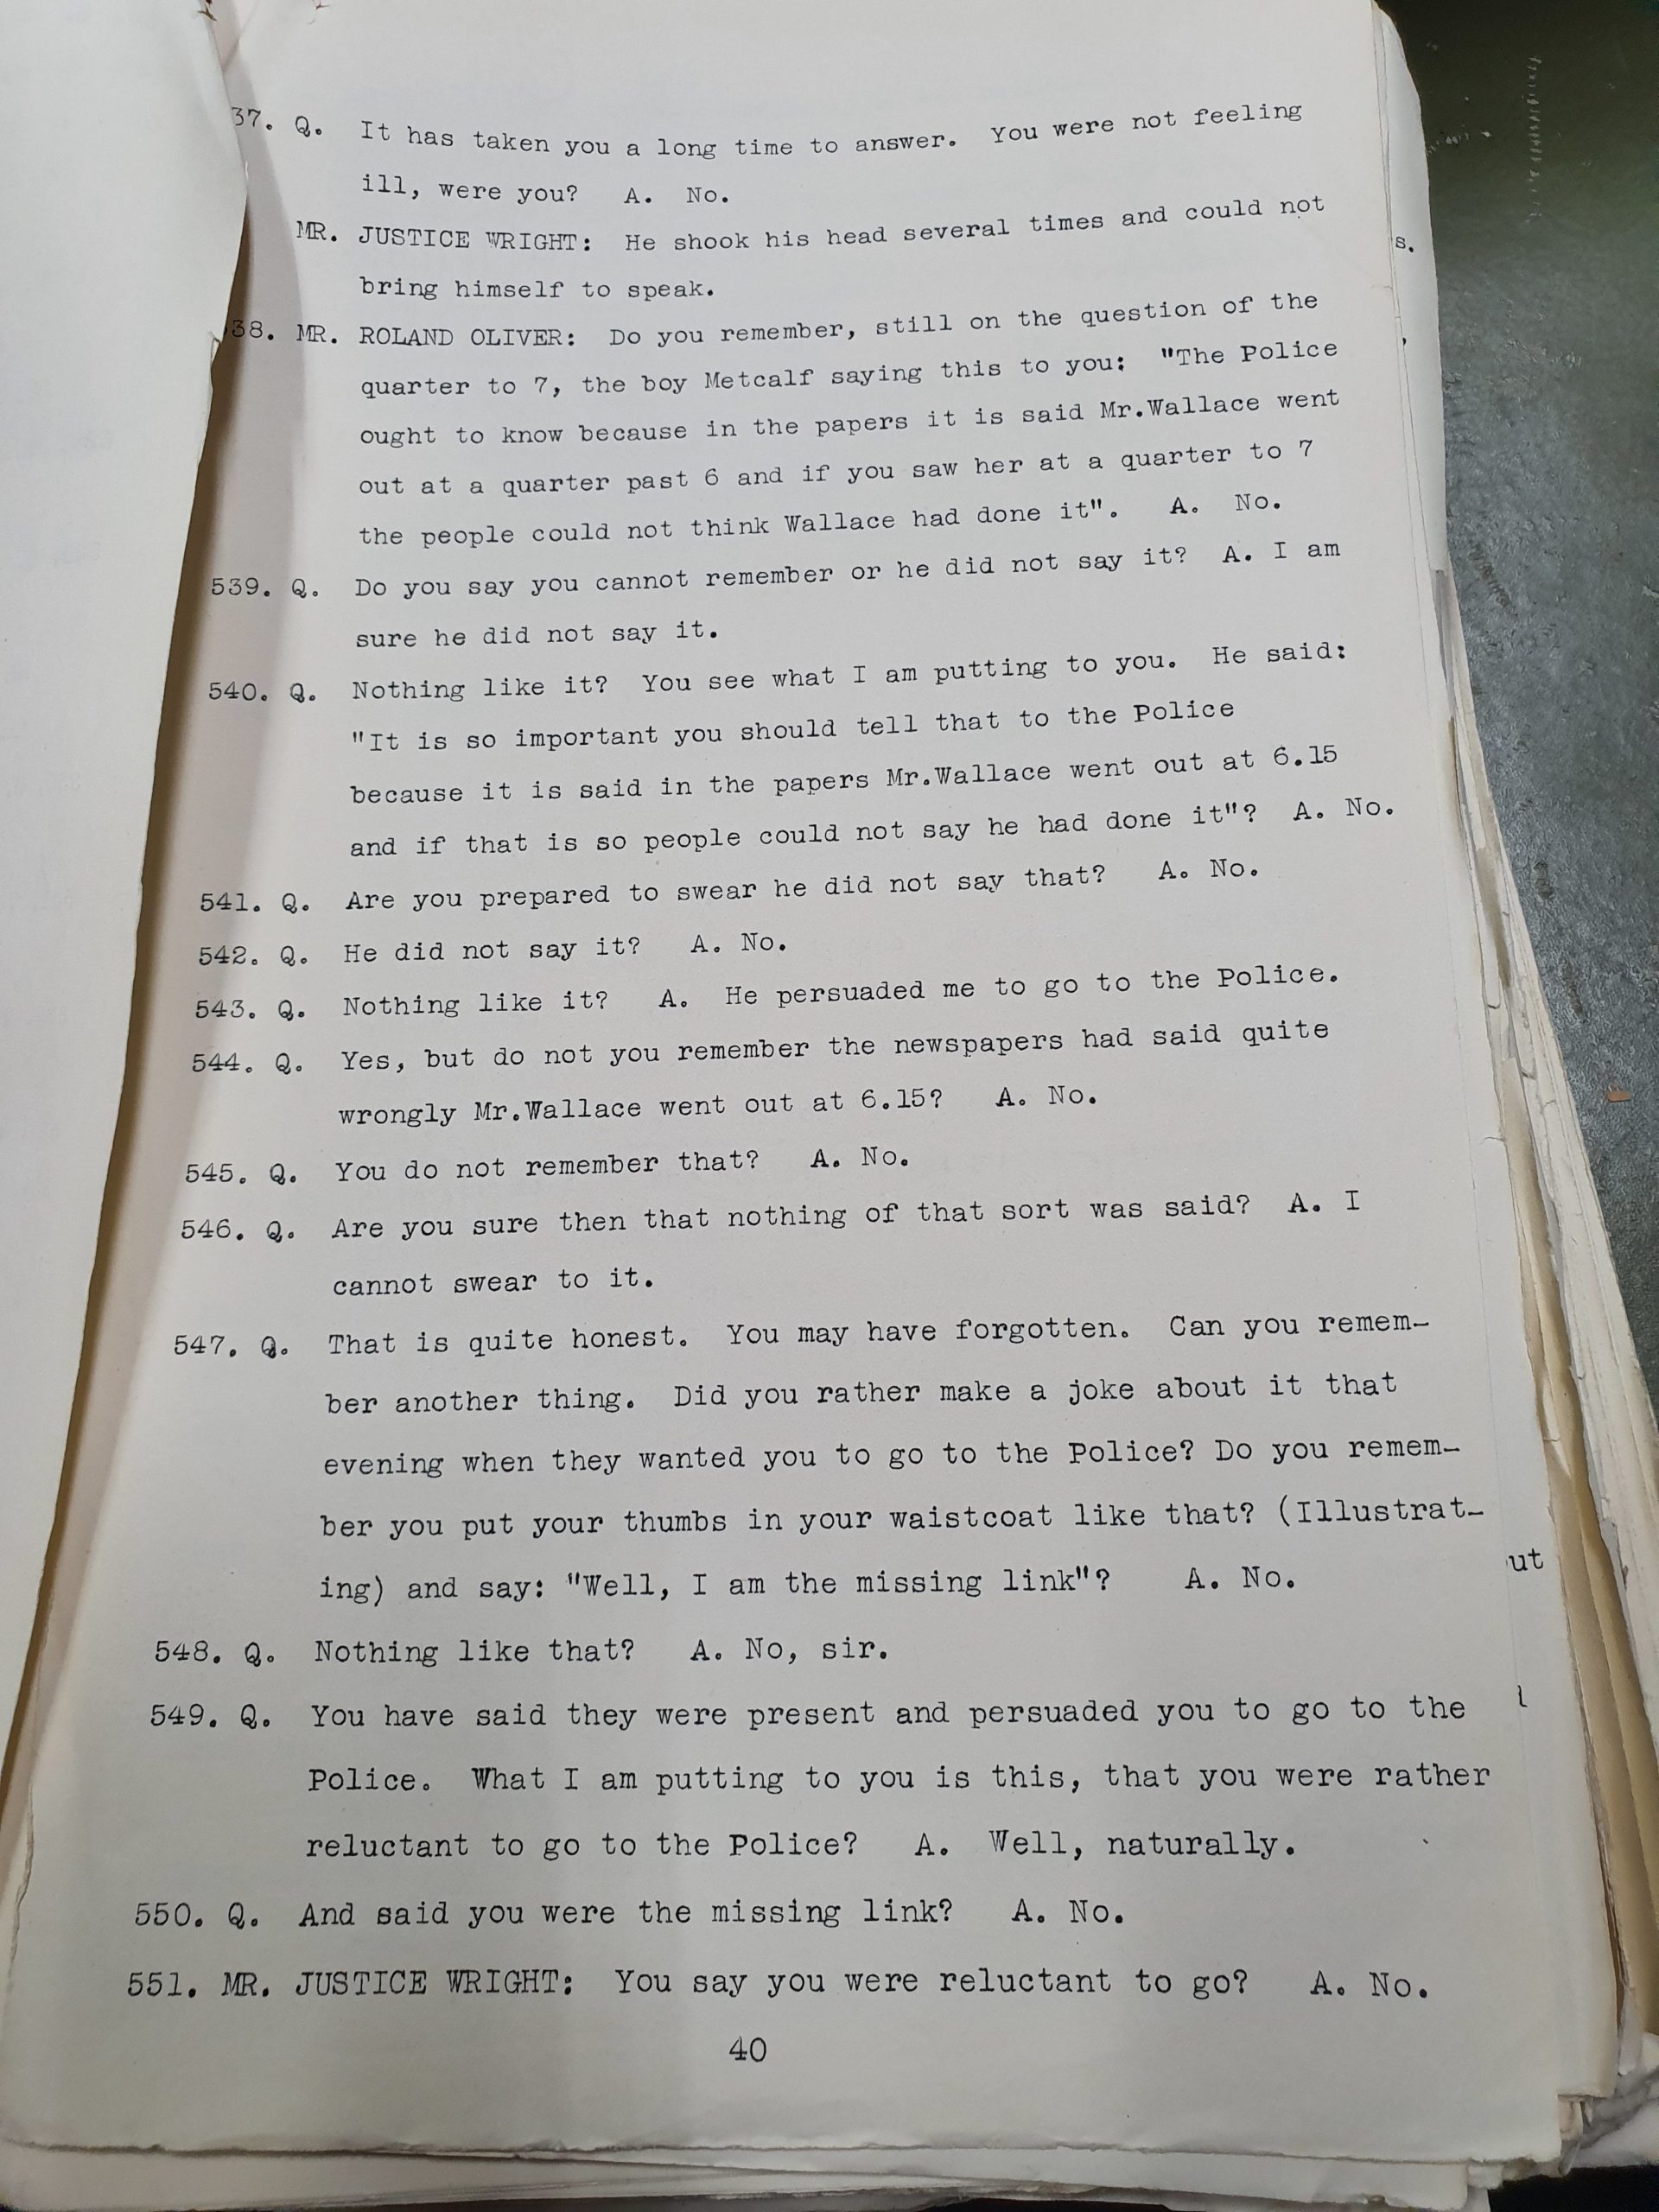 37. Q. It has taken you a long time to answer. You were not feeling
ill, were you? A. No.
MR. JUSTICE WRIGHT: He shook his head several times and could not
bring himself to speak.
38. MR. ROLAND OLIVER: Do you remember, still on the question of the
quarter to 7, the boy Metcalf saying this to you: "The Police
ought to know because in the papers it is said Mr.Wallace went
out at a quarter past 6 and if you saw her at a quarter to 7
the people could not think Wallace had done it". A. No.
539. Q. Do you say you cannot remember or he did not say it? A. I am
sure he did not say it.
540. Q. Nothing like it? You see what I am putting to you. He said:
"It is so important you should tell that to the Police
because it is said in the papers Mr.Wallace went out at 6.15
and if that is so people could not say he had done it"? A. No.
541. Q. Are you prepared to swear he did not say that? A. No.
542. Q. He did not say it? A. No.
543. Q. Nothing like it? A. He persuaded me to go to the Police.
544. Q. Yes, but do not you remember the newspapers had said quite
wrongly Mr.Wallace went out at 6.15? A. No.
545. Q. You do not remember that? A. No.
546. Q. Are you sure then that nothing of that sort was said? A. I
cannot swear to it.
547. Q. That is quite honest. You may have forgotten. Can you remem-
ber another thing. Did you rather make a joke about it that
evening when they wanted you to go to the Police? Do you remem-
ber you put your thumbs in your waistcoat like that? (Illustrat-
ing) and say: "Well, I am the missing link"? A. No.
548. Q. Nothing like that? A. No, sir.
549. Q. You have said they were present and persuaded you to go to the
Police. What I am putting to you is this, that you were rather
reluctant to go to the Police? A. Well, naturally.
550. Q. And said you were the missing link? A. No.
551. MR. JUSTICE WRIGHT: You say you were reluctant to go? A. No.
40
s.
ut